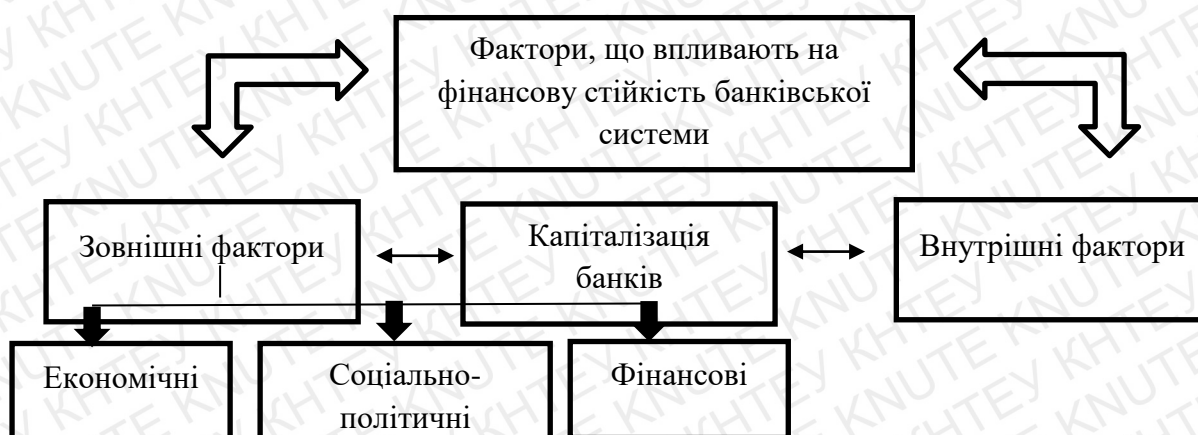 Фактори, що впливають на
фінансову стійкість банківської
системи
Зовнішні фактори
Капіталізація
банків
Внутрішні фактори
Економічні
Соціально-
політичні
Фінансові